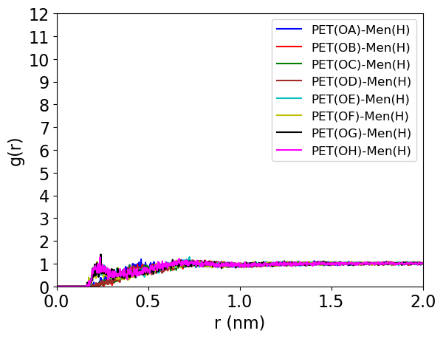 12
11
10
9
8
7
6
5
4
3
2
1
0
g(r)
PET(OA)-Men(H)
PET(OB)-Men(H)
PET(OC)-Men(H)
PET(OD)-Men(H)
PET(OE)-Men(H)
PET(OF)-Men(H)
PET(OG)-Men(H)
PET(OH)-Men(H)
0.0 0.5 1.0 1.5 2.0
r (nm)